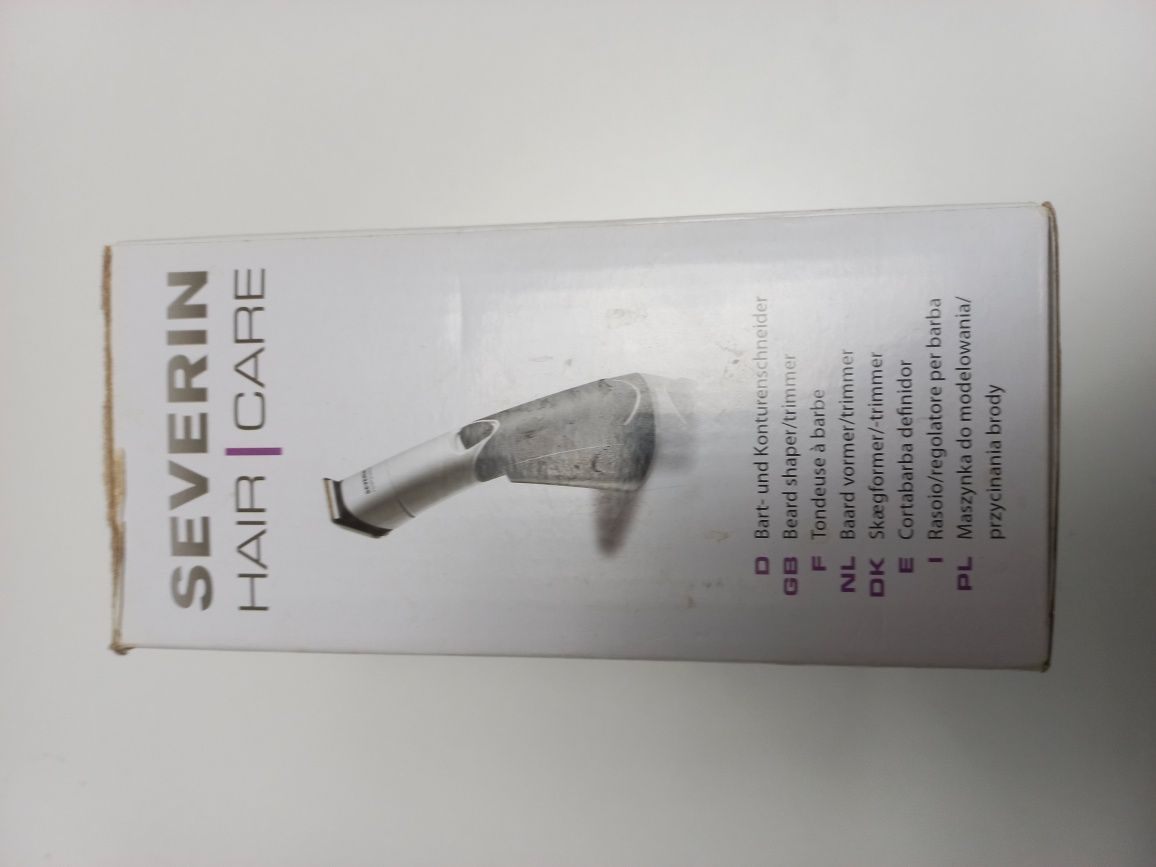 SEVERIN
HAIR | CARE
D Bart- und Konturenschneider
GB Beard shaper/trimmer
F Tondeuse à barbe
NL Baard vormer/trimmer
DK Skægformer/-trimmer
E Cortabarba definidor
I Rasoio/regolatore per barba
PL Maszynka do modelowania/
przycinania brody